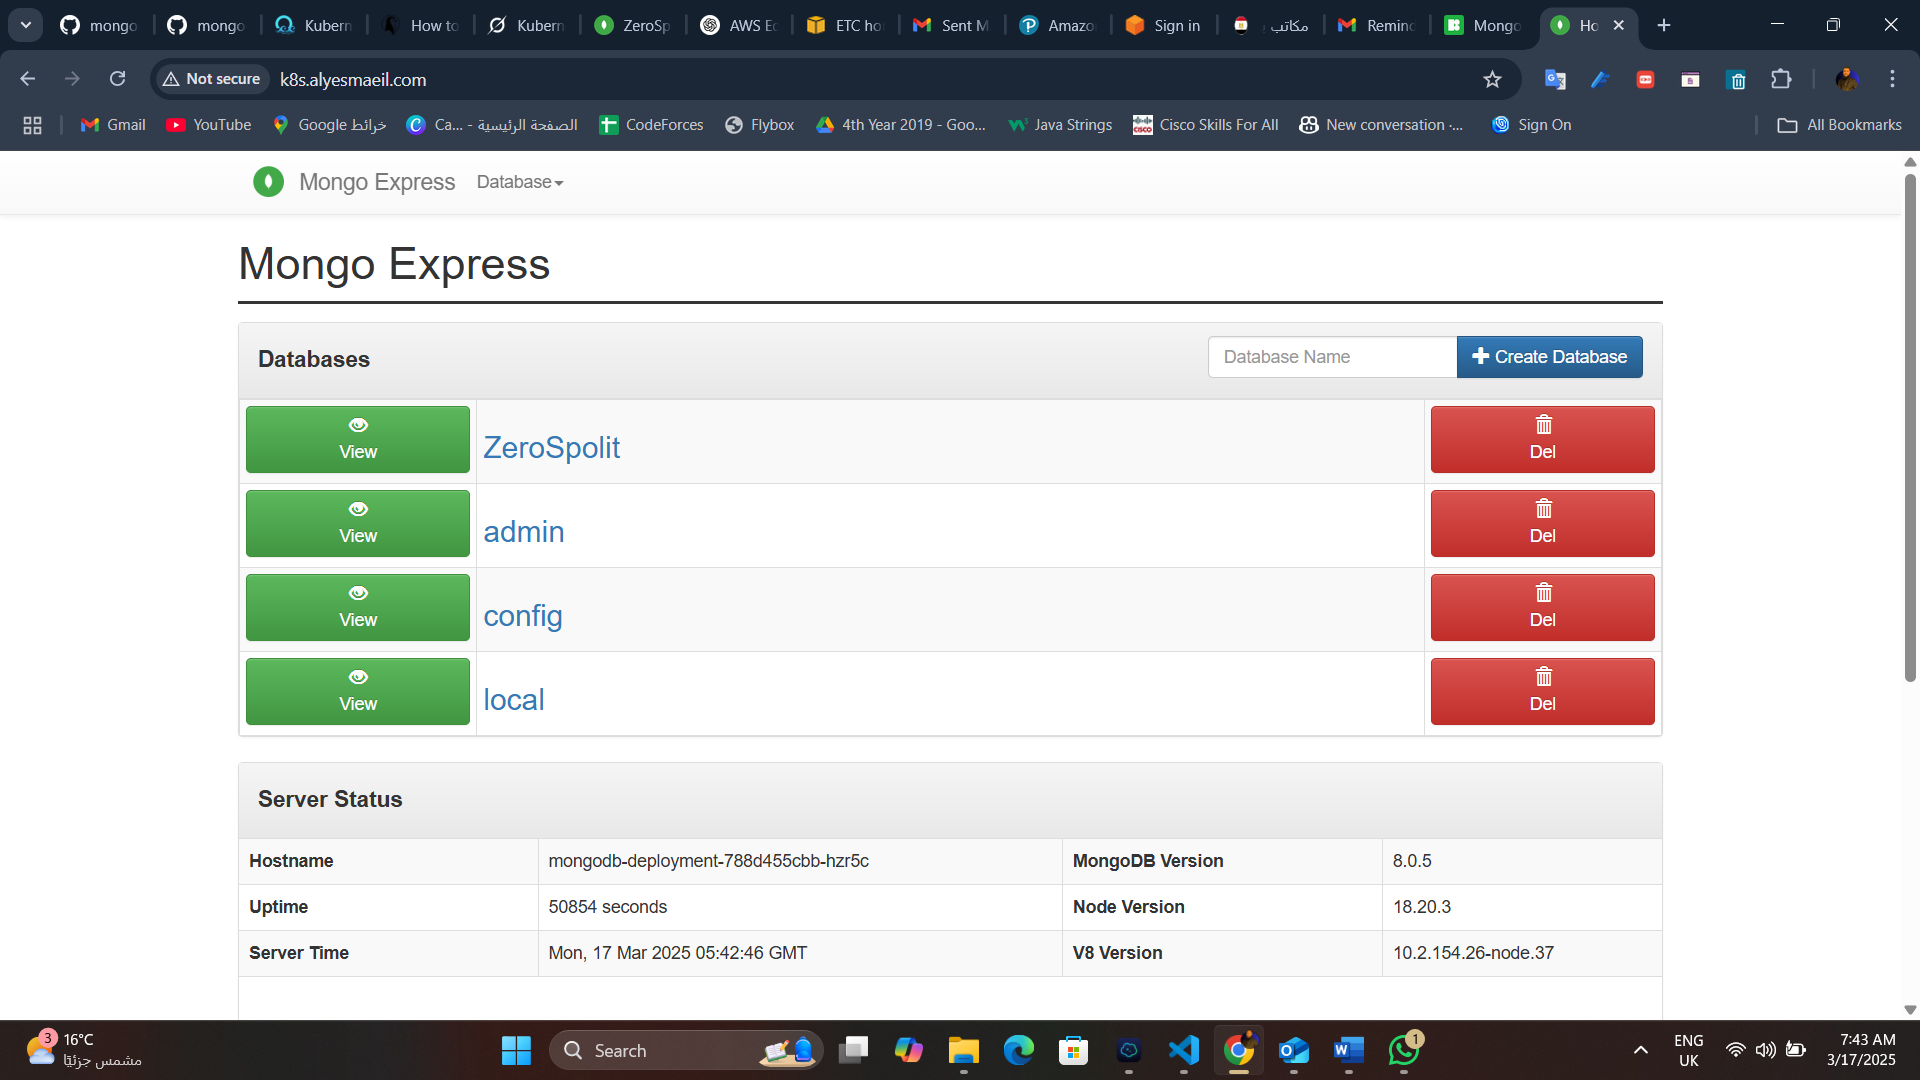 mongo
mongo
Kubern
How to
Kubern
ZeroSp
AWS Ec
ETC ho
Sent M
Amazo
Sign in
مكاتب
Remin
Mongo
Ho
Not secure
k8s.alyesmaeil.com
Gmail
YouTube
خرائط Google
Ca... - الصفحة الرئيسية
CodeForces
Flybox
4th Year 2019 - Goo...
Java Strings
Cisco Skills For All
New conversation ·...
Sign On
All Bookmarks
Mongo Express
Database
Mongo Express
Databases
Database Name
Create Database
View
ZeroSpolit
Del
View
admin
Del
View
config
Del
View
local
Del
Server Status
Hostname
mongodb-deployment-788d455cbb-hzr5c
MongoDB Version
8.0.5
Uptime
50854 seconds
Node Version
18.20.3
Server Time
Mon, 17 Mar 2025 05:42:46 GMT
V8 Version
10.2.154.26-node.37
3
16°C
مشمس جزئيًا
Search
1
ENG
UK
7:43 AM
3/17/2025